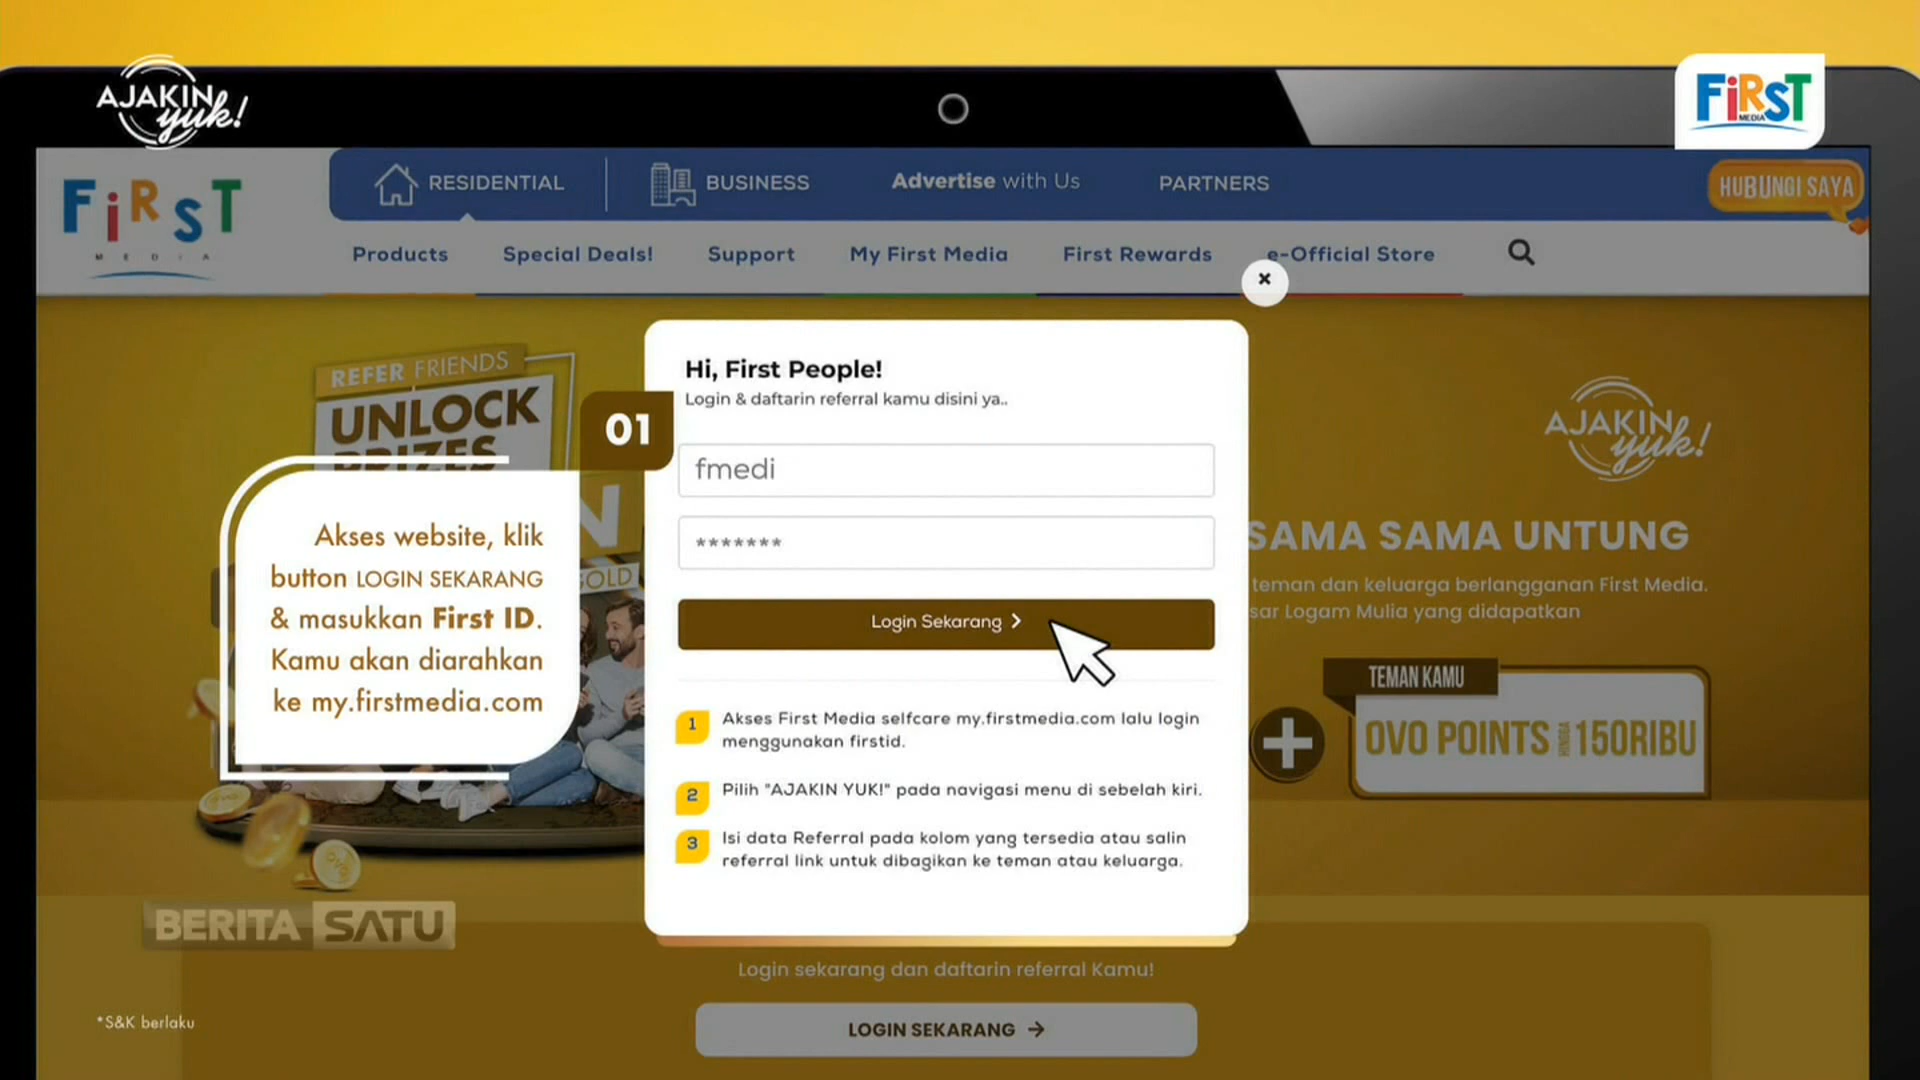 AJAKIN
yuk!
FiRST
MEDIA
FiRST
MEDIA
RESIDENTIAL
BUSINESS
Advertise with Us
PARTNERS
HUBUNGI SAYA
Products
Special Deals!
Support
My First Media
First Rewards
e-Official Store
×
REFER FRIENDS
UNLOCK
PRIZES
01
Akses website, klik
button LOGIN SEKARANG
& masukkan First ID.
Kamu akan diarahkan
ke my.firstmedia.com
Hi, First People!
Login & daftarin referral kamu disini ya..
fmedi
*******
Login Sekarang
1 Akses First Media selfcare my.firstmedia.com lalu login
menggunakan firstid.
2 Pilih "AJAKIN YUK!" pada navigasi menu di sebelah kiri.
3 Isi data Referral pada kolom yang tersedia atau salin
referral link untuk dibagikan ke teman atau keluarga.
AJAKIN
yuk!
SAMA SAMA UNTUNG
teman dan keluarga berlangganan First Media.
Logam Mulia yang didapatkan
TEMAN KAMU
+ OVO POINTS HINGGA 150RIBU
BERITA SATU
Login sekarang dan daftarin referral Kamu!
LOGIN SEKARANG →
*S&K berlaku